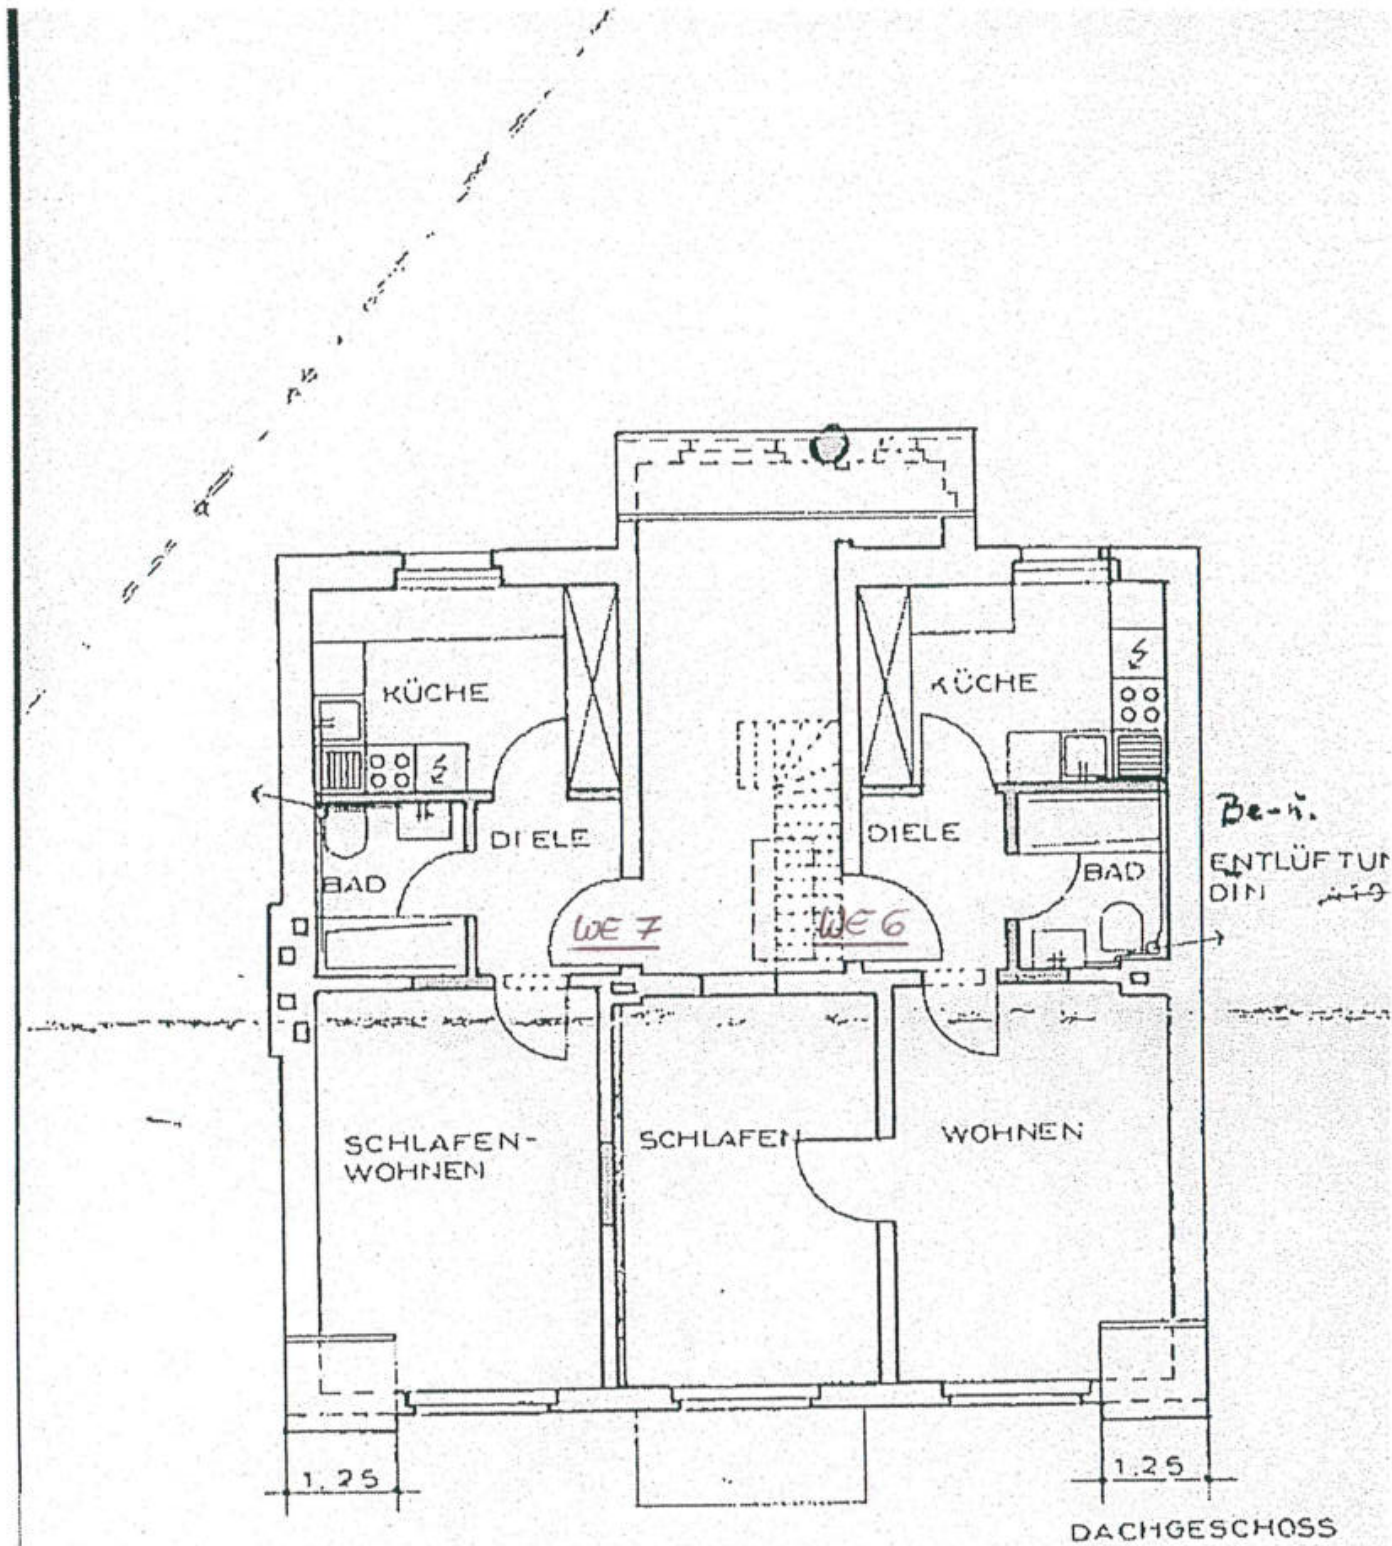 KÜCHE
KÜCHE
DIELE
DIELE
BAD
BAD
ENTLÜFTUN
DIN
WE 7
WE 6
SCHLAFEN-
WOHNEN
SCHLAFEN
WOHNEN
1.25
1.25
DACHGESCHOSS